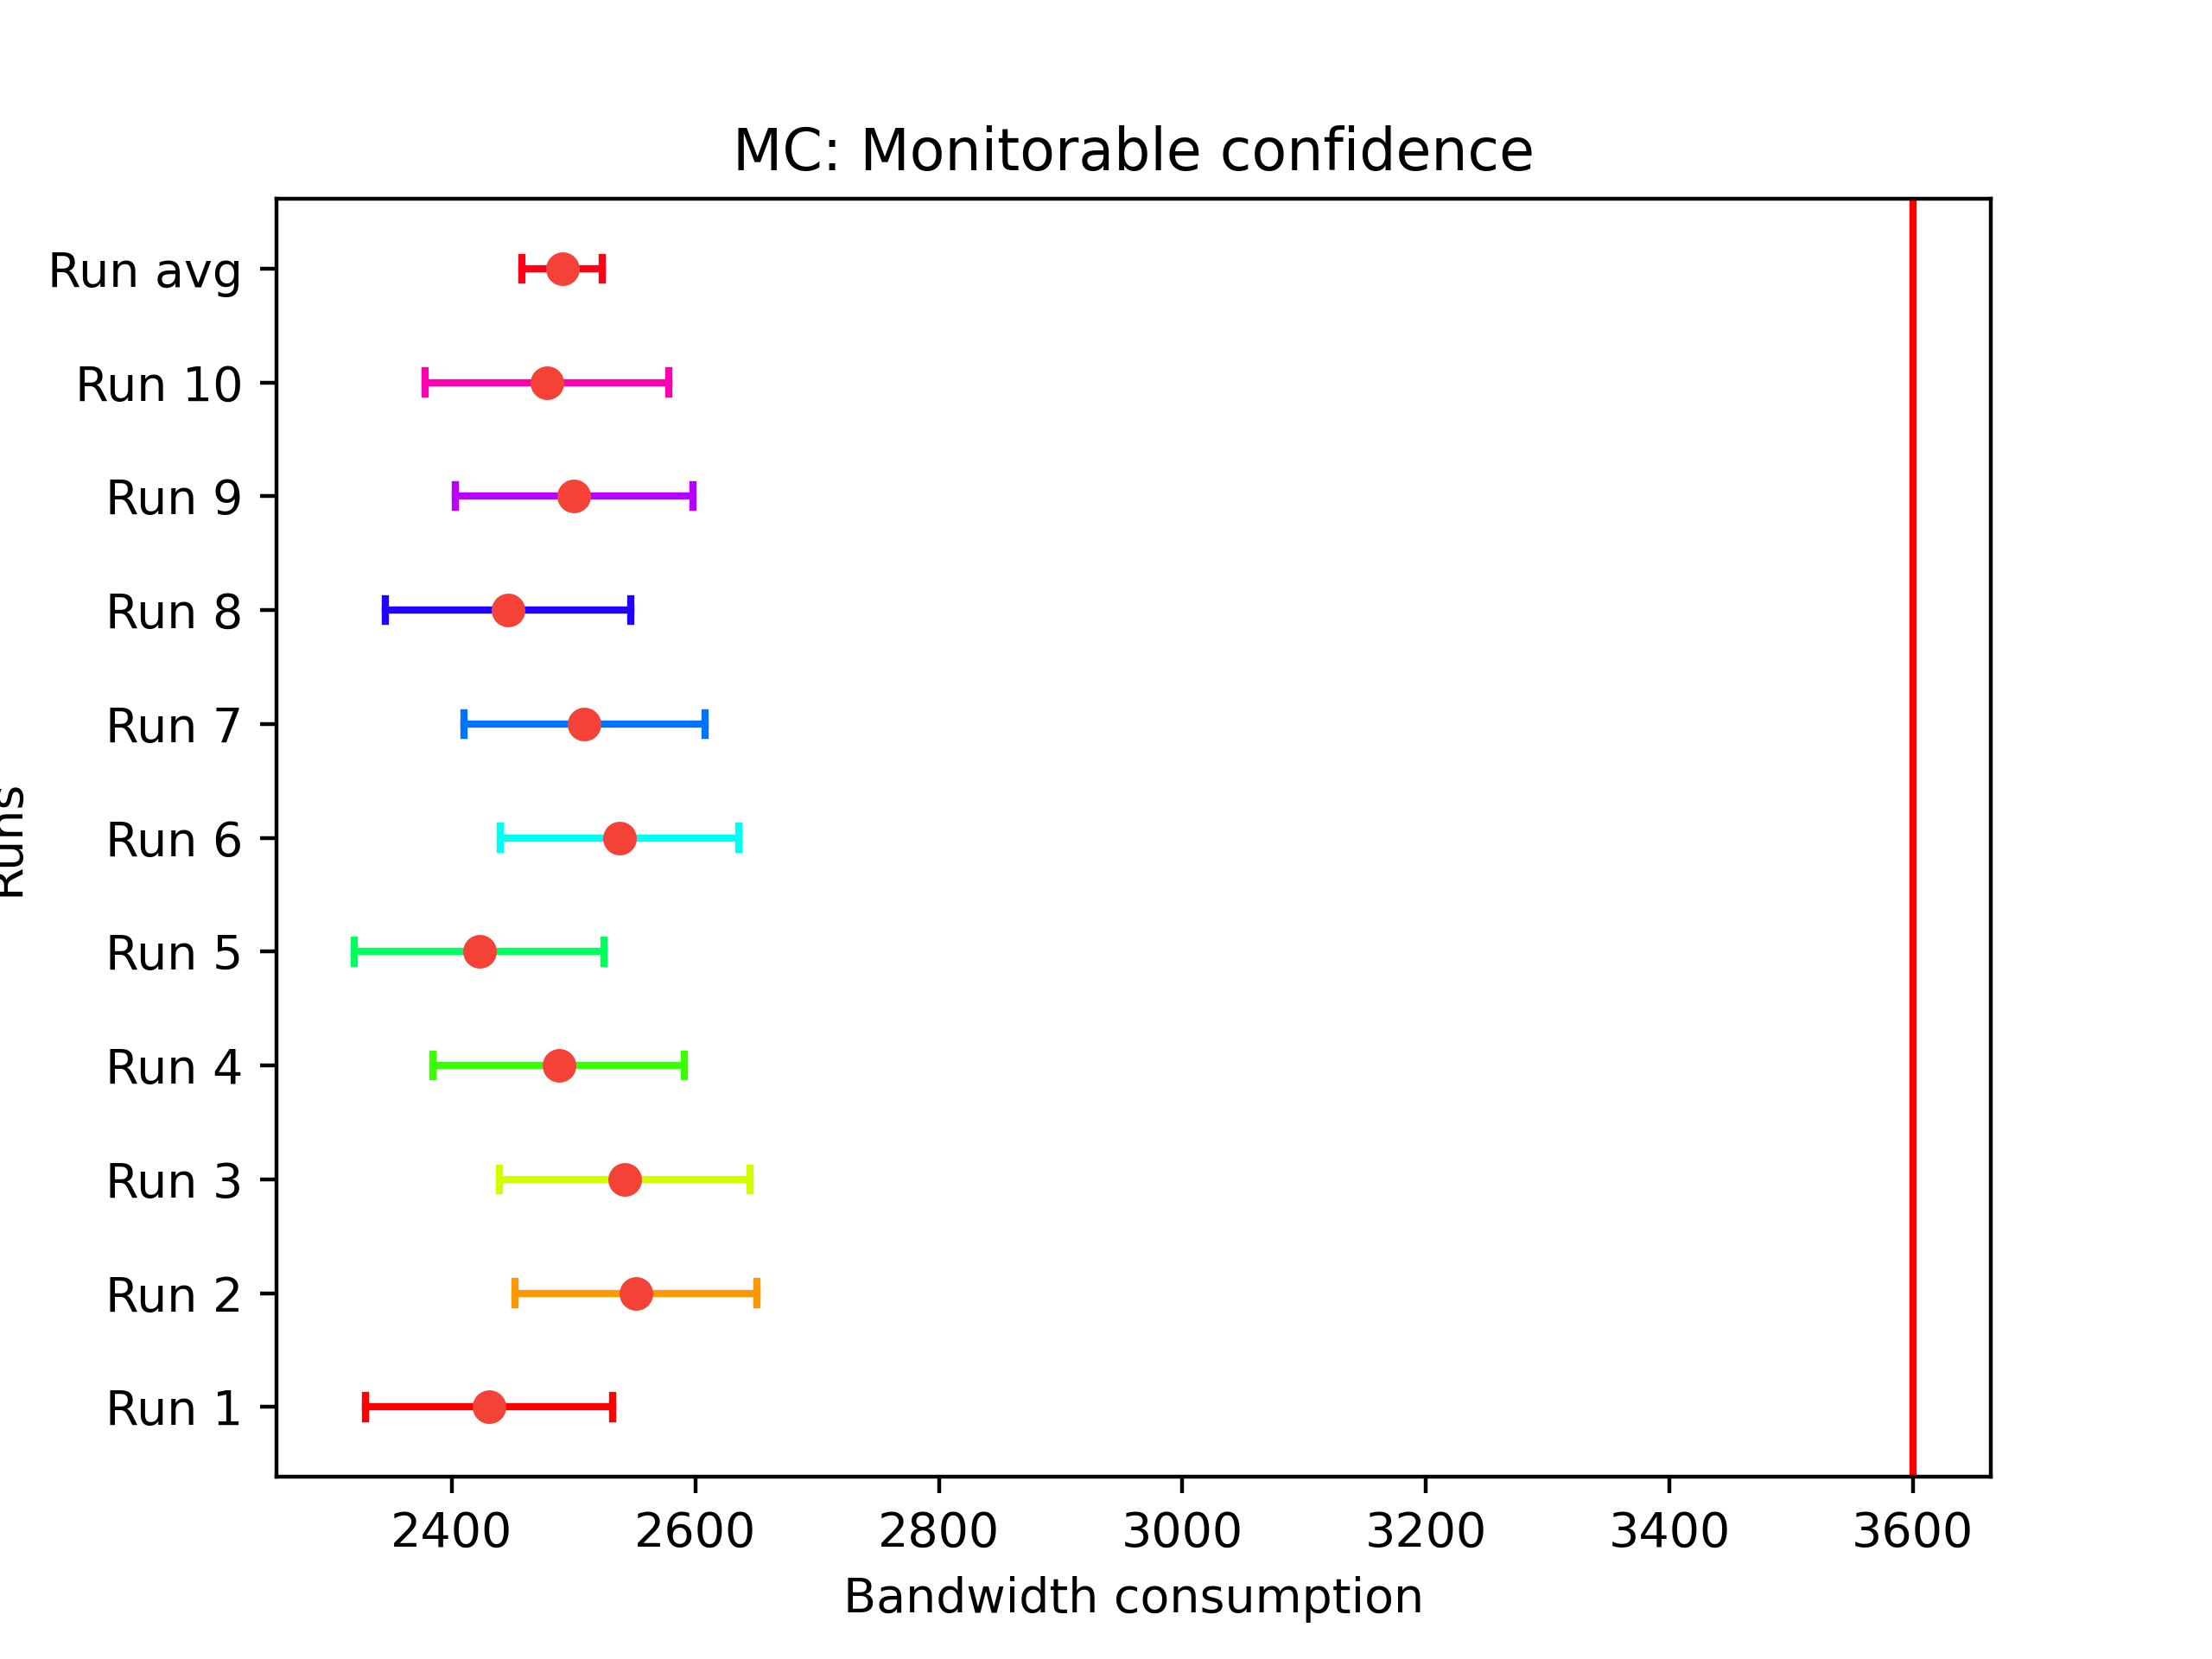 MC: Monitorable confidence
Run avg
Run 10
Run 9
Run 8
Run 7
Run 6
Run 5
Run 4
Run 3
Run 2
Run 1
Runs
2400 2600 2800 3000 3200 3400 3600
Bandwidth consumption